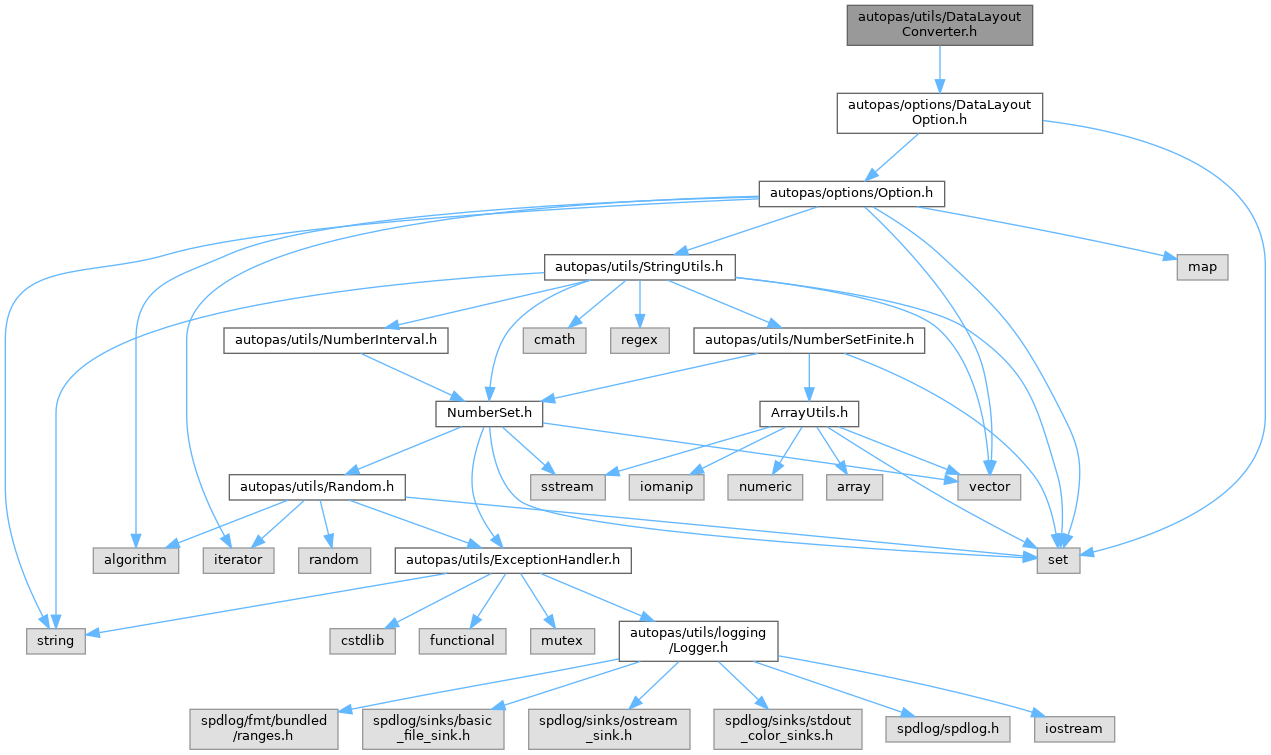 autopas/utils/DataLayout
Converter.h
autopas/options/DataLayout
Option.h
autopas/options/Option.h
autopas/utils/StringUtils.h
map
autopas/utils/NumberInterval.h
cmath
regex
autopas/utils/NumberSetFinite.h
NumberSet.h
ArrayUtils.h
autopas/utils/Random.h
sstream
iomanip
numeric
array
vector
algorithm
iterator
random
autopas/utils/ExceptionHandler.h
set
string
cstdlib
functional
mutex
autopas/utils/logging
/Logger.h
spdlog/fmt/bundled
/ranges.h
spdlog/sinks/basic
_file_sink.h
spdlog/sinks/ostream
_sink.h
spdlog/sinks/stdout
_color_sinks.h
spdlog/spdlog.h
iostream